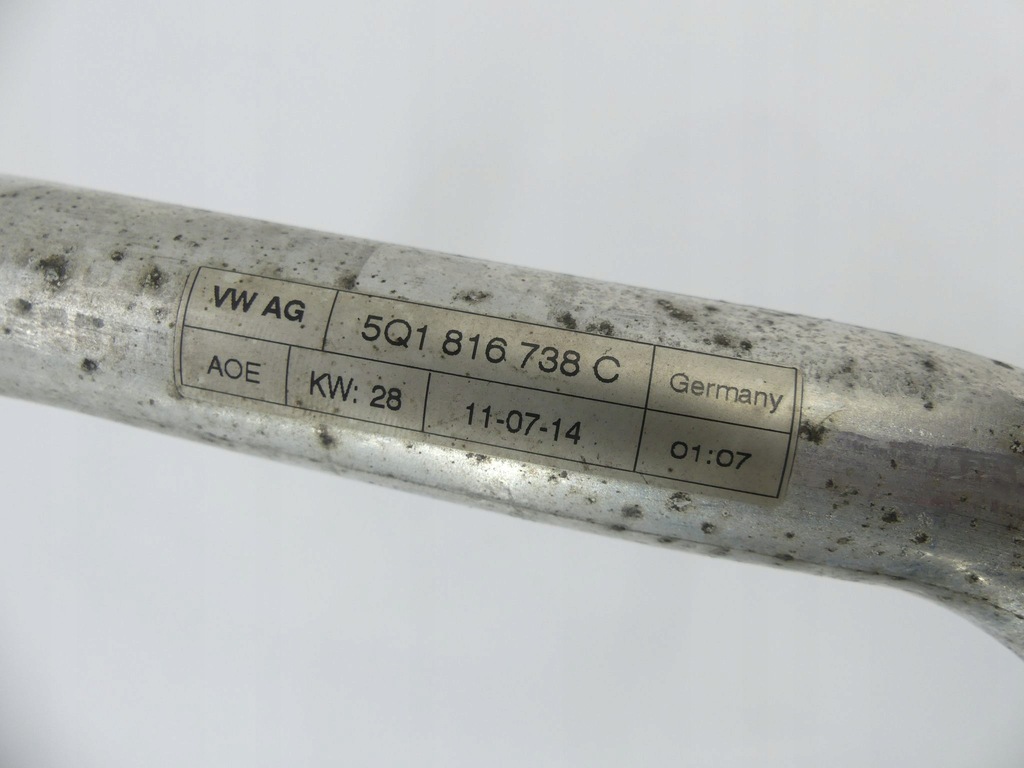 VW AG 5Q1 816 738 C Germany
AOE KW: 28 11-07-14 01:07